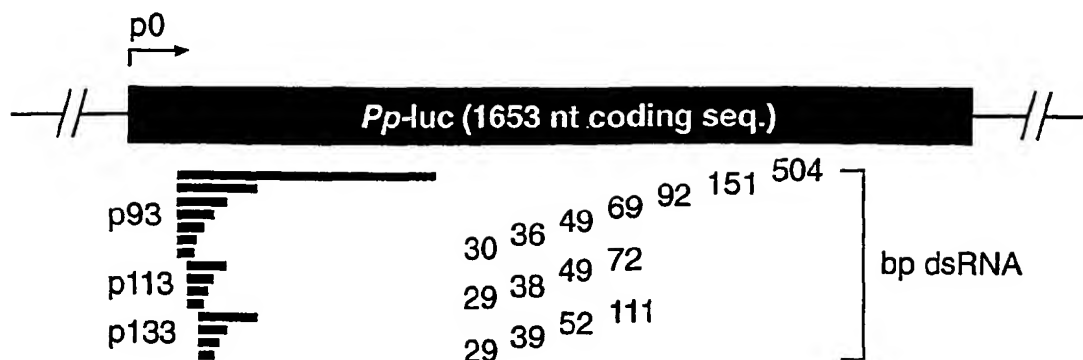 p0
Pp-luc (1653 nt coding seq.)
p93
30 36 49 69 92 151 504
p113
29 38 49 72
p133
29 39 52 111
bp dsRNA